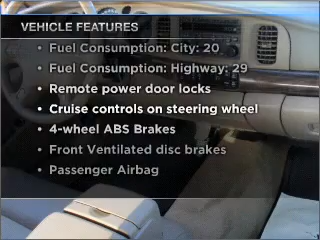 VEHICLE FEATURES
• Fuel Consumption: City: 20
• Fuel Consumption: Highway: 29
• Remote power door locks
• Cruise controls on steering wheel
• 4-wheel ABS Brakes
• Front Ventilated disc brakes
• Passenger Airbag